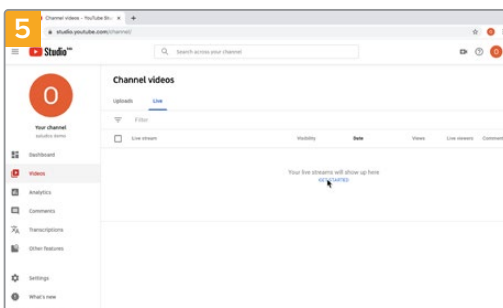 5
Channel videos - YouTube Stu
studio.youtube.com/channel/
Studio
Search across your channel
Channel videos
Uploads
Live
Filter
Live stream
Visibility
Date
Views
Live viewers
Comment
Your live streams will show up here
GET STARTED
Your channel
Dashboard
Videos
Analytics
Comments
Transcriptions
Other features
Settings
What's new